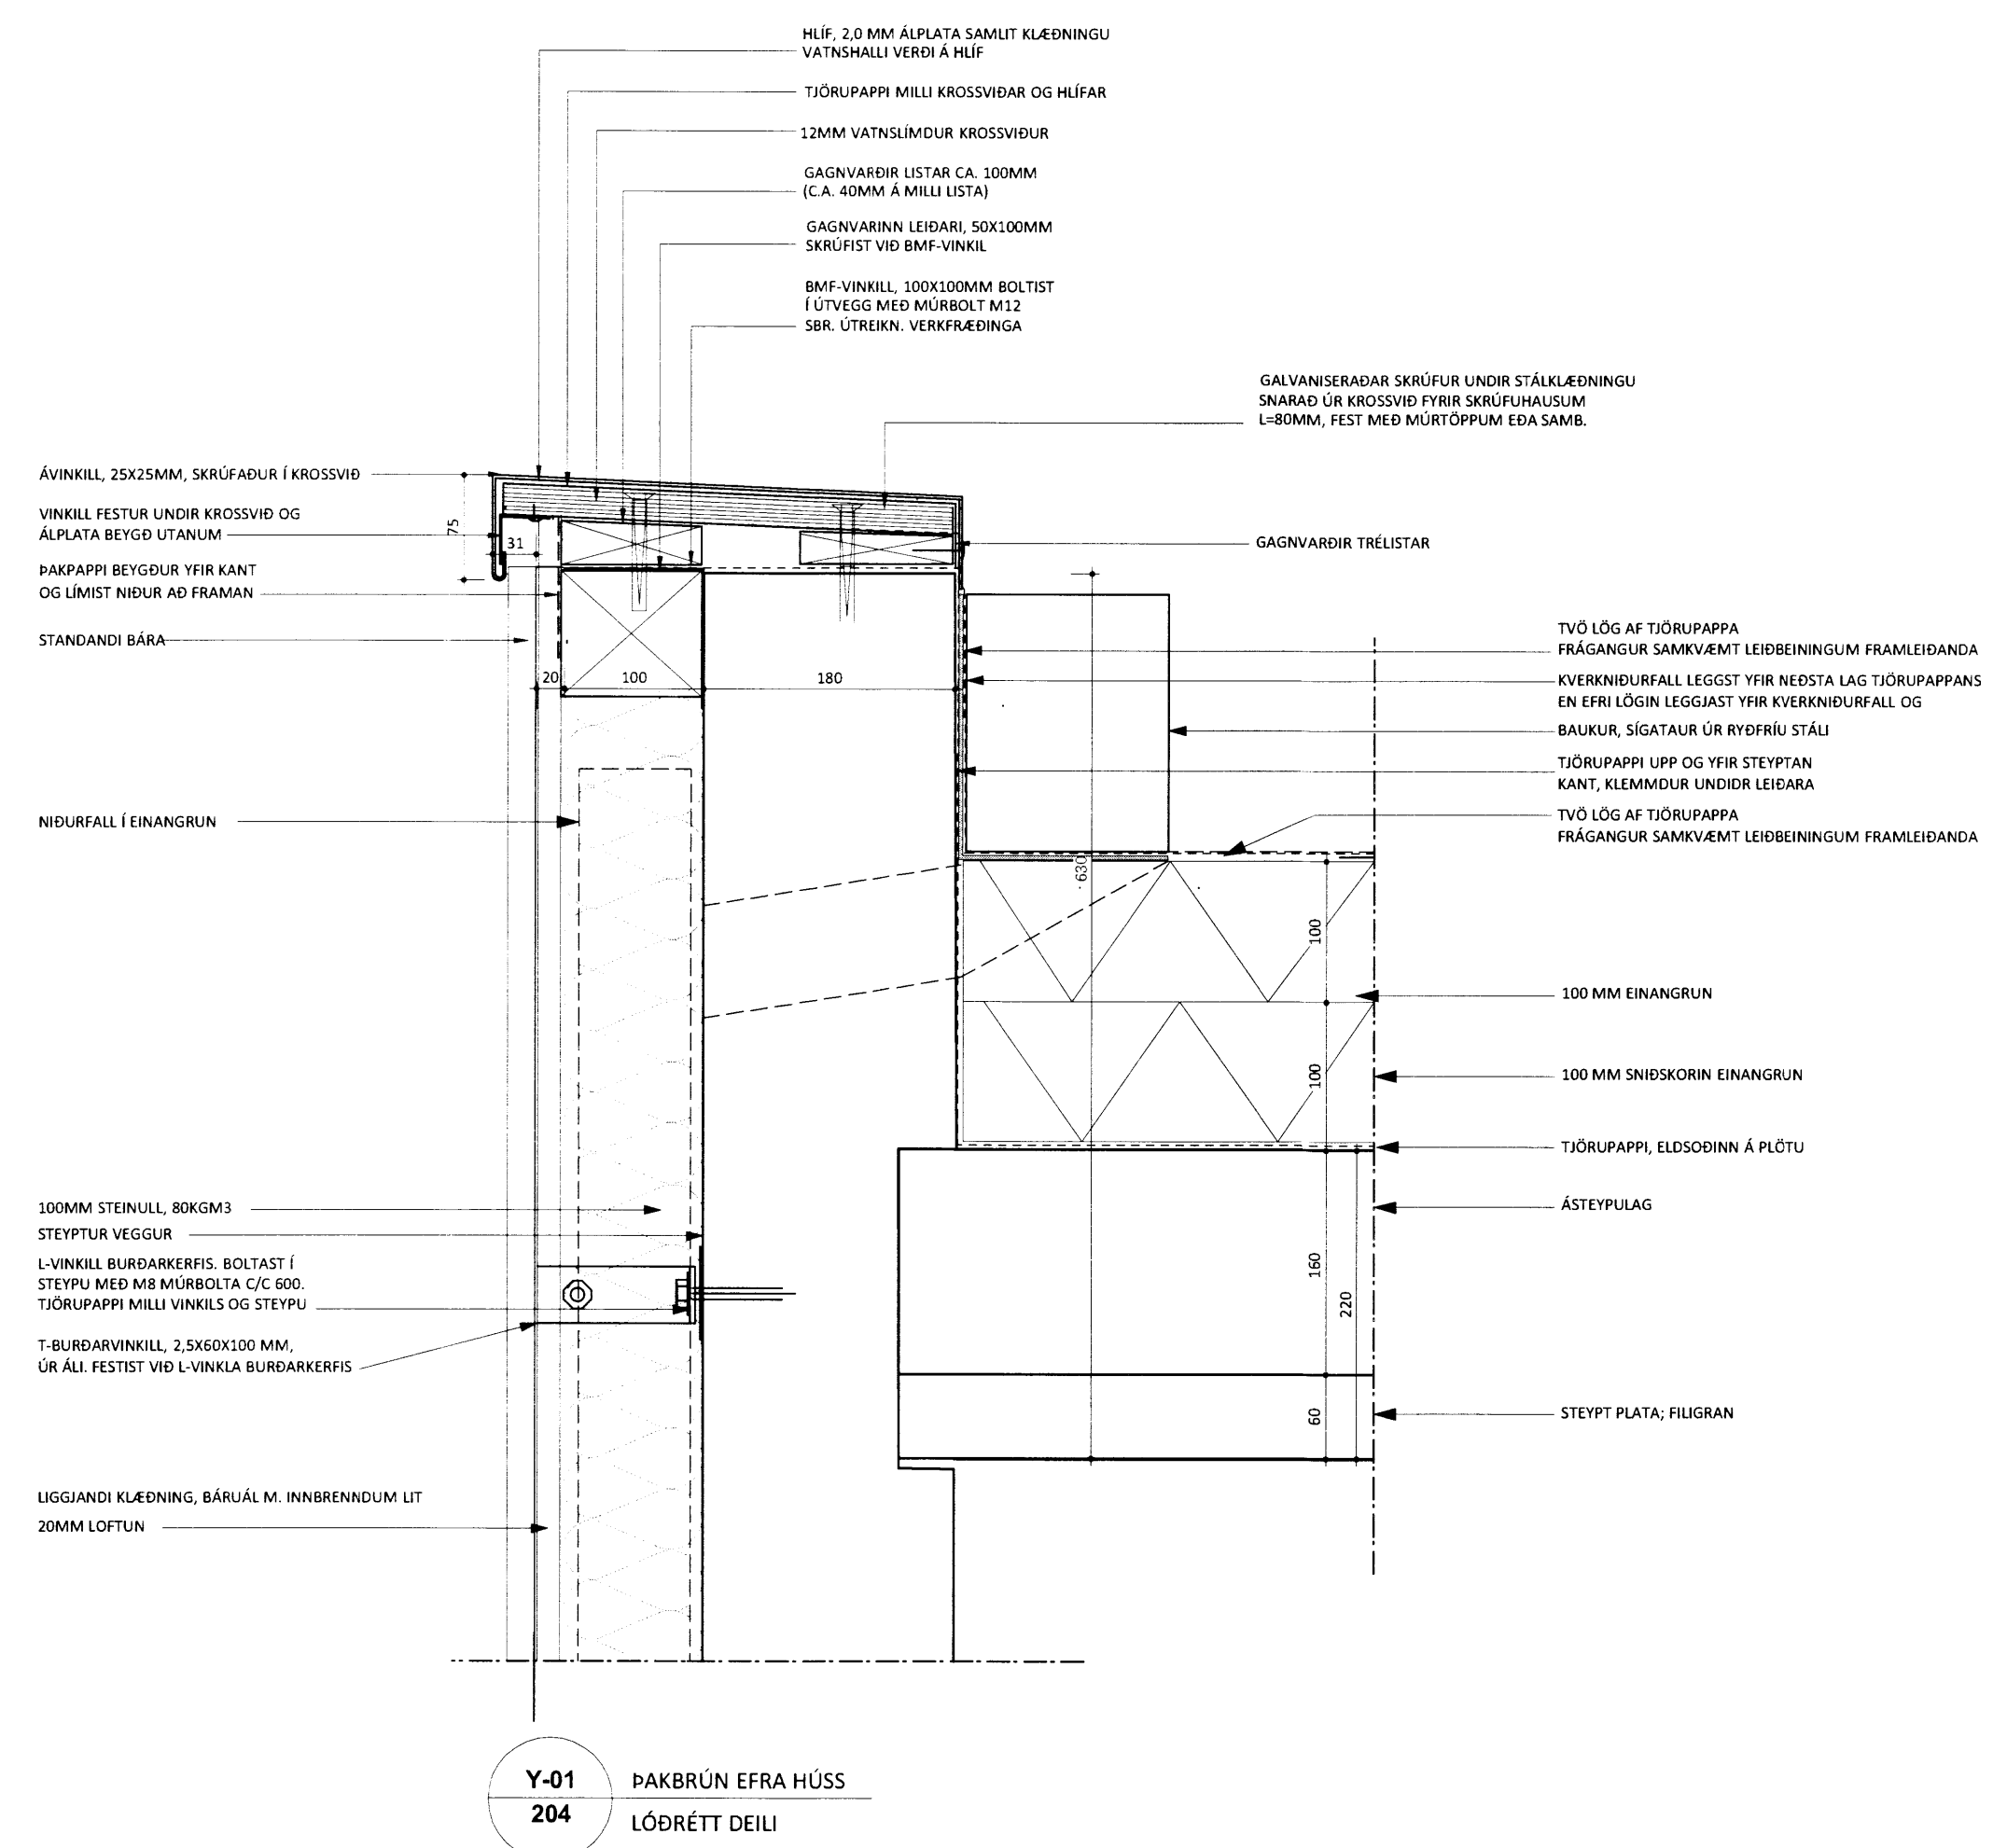 HLÍF, 2,0 MM ÁLPLATA SAMLIT KLÆÐNINGU
VATNSHALLI VERÐI Á HLÍF
TJÖRUPAPPI MILLI KROSSVIÐAR OG HLÍFAR
12MM VATNSLÍMDUR KROSSVIÐUR
GAGNVARÐIR LISTAR CA. 100MM
(C.A. 40MM Á MILLI LISTA)
GAGNVARINN LEIÐARI, 50X100MM
SKRÚFIST VIÐ BMF-VINKIL
BMF-VINKILL, 100X100MM BOLTIST
Í ÚTVEGG MEÐ MÚRBOLT M12
SBR. ÚTREIKN. VERKFRÆÐINGA
GALVANISERAÐAR SKRÚFUR UNDIR STÁLKLÆÐNINGU
SNARAÐ ÚR KROSSVIÐ FYRIR SKRÚFUHAUSUM
L=80MM, FEST MEÐ MÚRTÖPPUM EÐA SAMB.
ÁVINKILL, 25X25MM, SKRÚFAÐUR Í KROSSVIÐ
VINKILL FESTUR UNDIR KROSSVIÐ OG
ÁLPLATA BEYGÐ UTANUM
ÞAKPAPPI BEYGÐUR YFIR KANT
OG LÍMIST NIÐUR AÐ FRAMAN
STANDANDI BÁRA
75
31
20
100
180
GAGNVARÐIR TRÉLISTAR
TVÖ LÖG AF TJÖRUPAPPA
FRÁGANGUR SAMKVÆMT LEIÐBEININGUM FRAMLEIÐANDA
KVERKNIÐURFALL LEGGST YFIR NEÐSTA LAG TJÖRUPAPPANS
EN EFRI LÖGIN LEGGJAST YFIR KVERKNIÐURFALL OG
BAUKUR, SÍGATAUR ÚR RYÐFRÍU STÁLI
TJÖRUPAPPI UPP OG YFIR STEYPTAN
KANT, KLEMMDUR UNDIDR LEIÐARA
TVÖ LÖG AF TJÖRUPAPPA
FRÁGANGUR SAMKVÆMT LEIÐBEININGUM FRAMLEIÐANDA
NIÐURFALL Í EINANGRUN
630
100
100
160
220
60
100 MM EINANGRUN
100 MM SNIÐSKORIN EINANGRUN
TJÖRUPAPPI, ELDSOÐINN Á PLÖTU
ÁSTEYPULAG
STEYPT PLATA; FILIGRAN
100MM STEINULL, 80KGM3
STEYPTUR VEGGUR
L-VINKILL BURÐARKERFIS. BOLTAST Í
STEYPU MEÐ M8 MÚRBOLTA C/C 600.
TJÖRUPAPPI MILLI VINKILS OG STEYPU
T-BURÐARVINKILL, 2,5X60X100 MM,
ÚR ÁLI. FESTIST VIÐ L-VINKLA BURÐARKERFIS
LIGGJANDI KLÆÐNING, BÁRUÁL M. INNBRENNDUM LIT
20MM LOFTUN
Y-01
204
ÞAKBRÚN EFRA HÚSS
LÓÐRÉTT DEILI